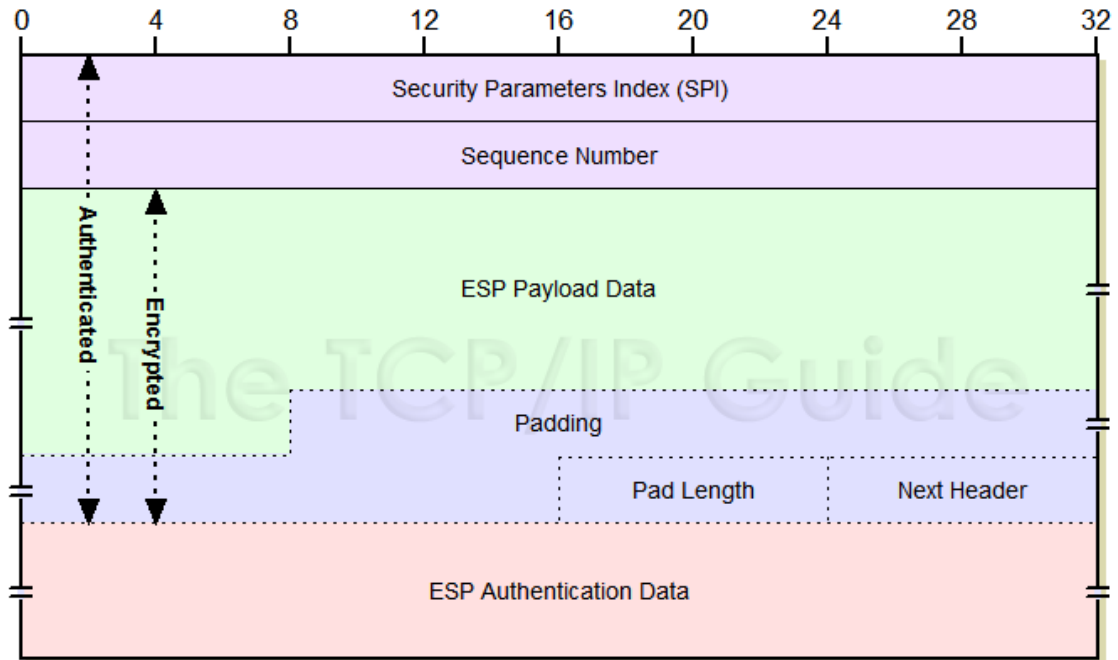 0 4 8 12 16 20 24 28 32
Security Parameters Index (SPI)
Sequence Number
Authenticated
Encrypted
ESP Payload Data
The TCP/IP Guide
Padding
Pad Length Next Header
ESP Authentication Data